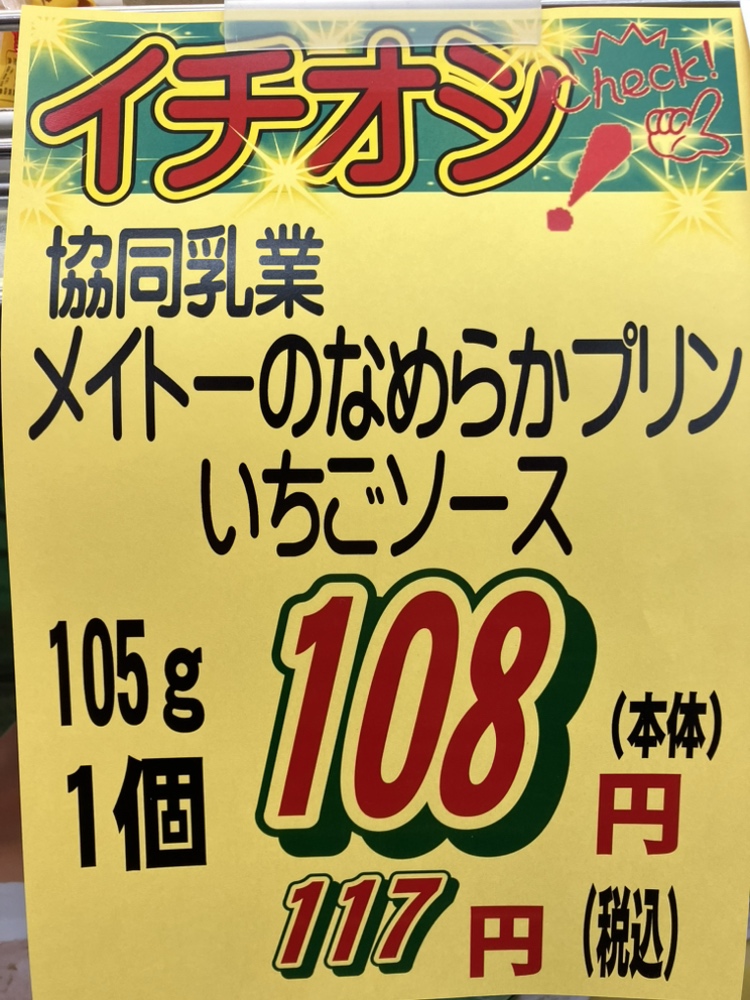 イチオシ
Check!
協同乳業
メイトーのなめらかプリン
いちごソース
105g
1個
108
(本体)
円
117円(税込)